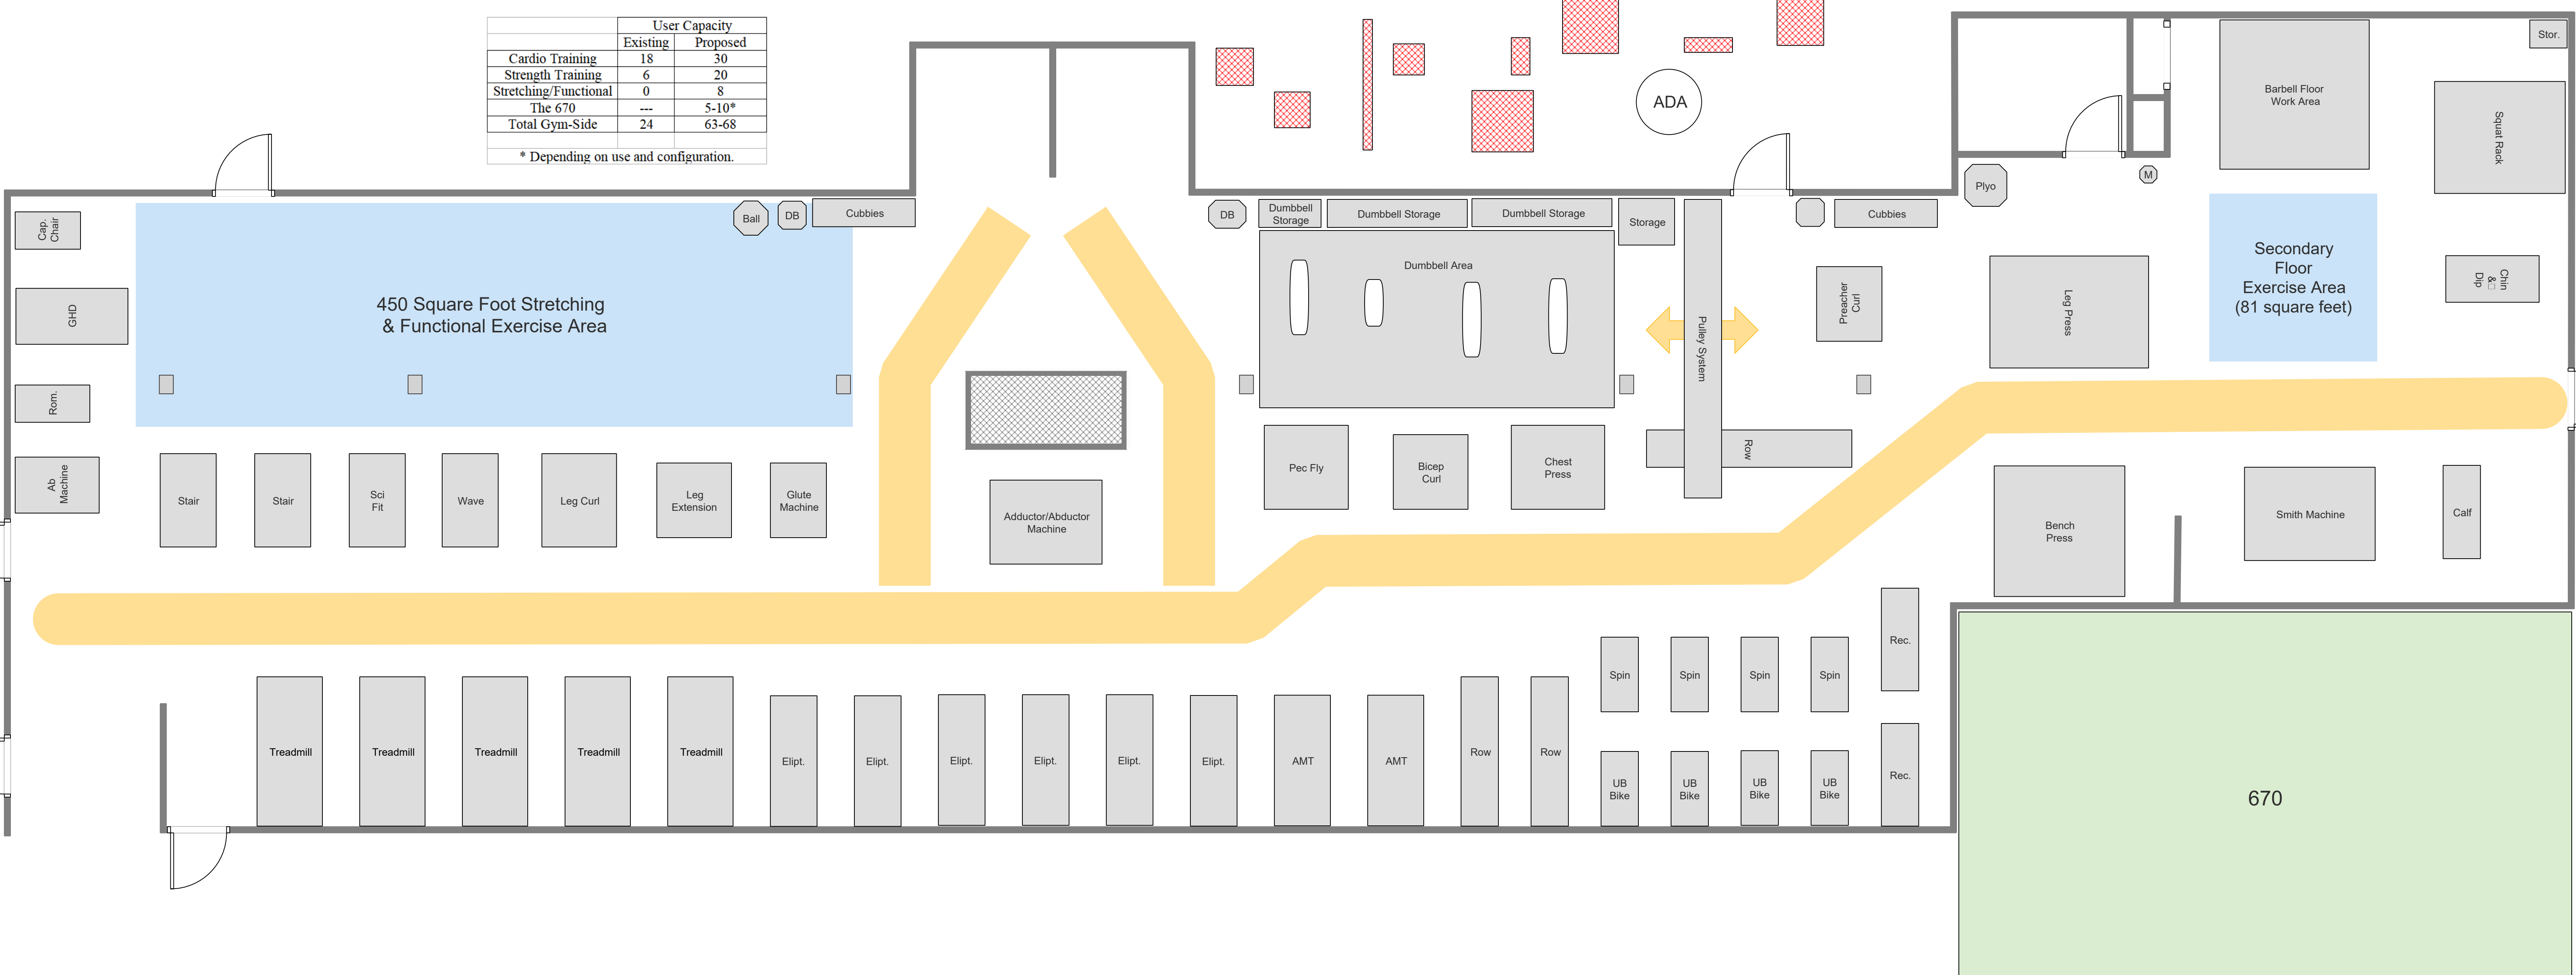 User Capacity
Existing Proposed
Cardio Training 18 30
Strength Training 6 20
Stretching/Functional 0 8
The 670 --- 5-10*
Total Gym-Side 24 63-68
* Depending on use and configuration.
ADA
Stor.
Barbell Floor
Work Area
Squat Rack
M
Plyo
Cap.
Chair
Ball
DB
Cubbies
DB
Dumbbell
Storage
Dumbbell Storage
Dumbbell Storage
Storage
Cubbies
450 Square Foot Stretching
& Functional Exercise Area
GHD
Rom.
Ab
Machine
Dumbbell Area
Pulley System
Preacher
Curl
Leg Press
Secondary
Floor
Exercise Area
(81 square feet)
Chin
&
Dip
Stair
Stair
Sci
Fit
Wave
Leg Curl
Leg
Extension
Glute
Machine
Adductor/Abductor
Machine
Pec Fly
Bicep
Curl
Chest
Press
Row
Bench
Press
Smith Machine
Calf
Treadmill
Treadmill
Treadmill
Treadmill
Treadmill
Elipt.
Elipt.
Elipt.
Elipt.
Elipt.
Elipt.
AMT
AMT
Row
Row
Spin
Spin
Spin
Spin
Rec.
UB
Bike
UB
Bike
UB
Bike
UB
Bike
Rec.
670